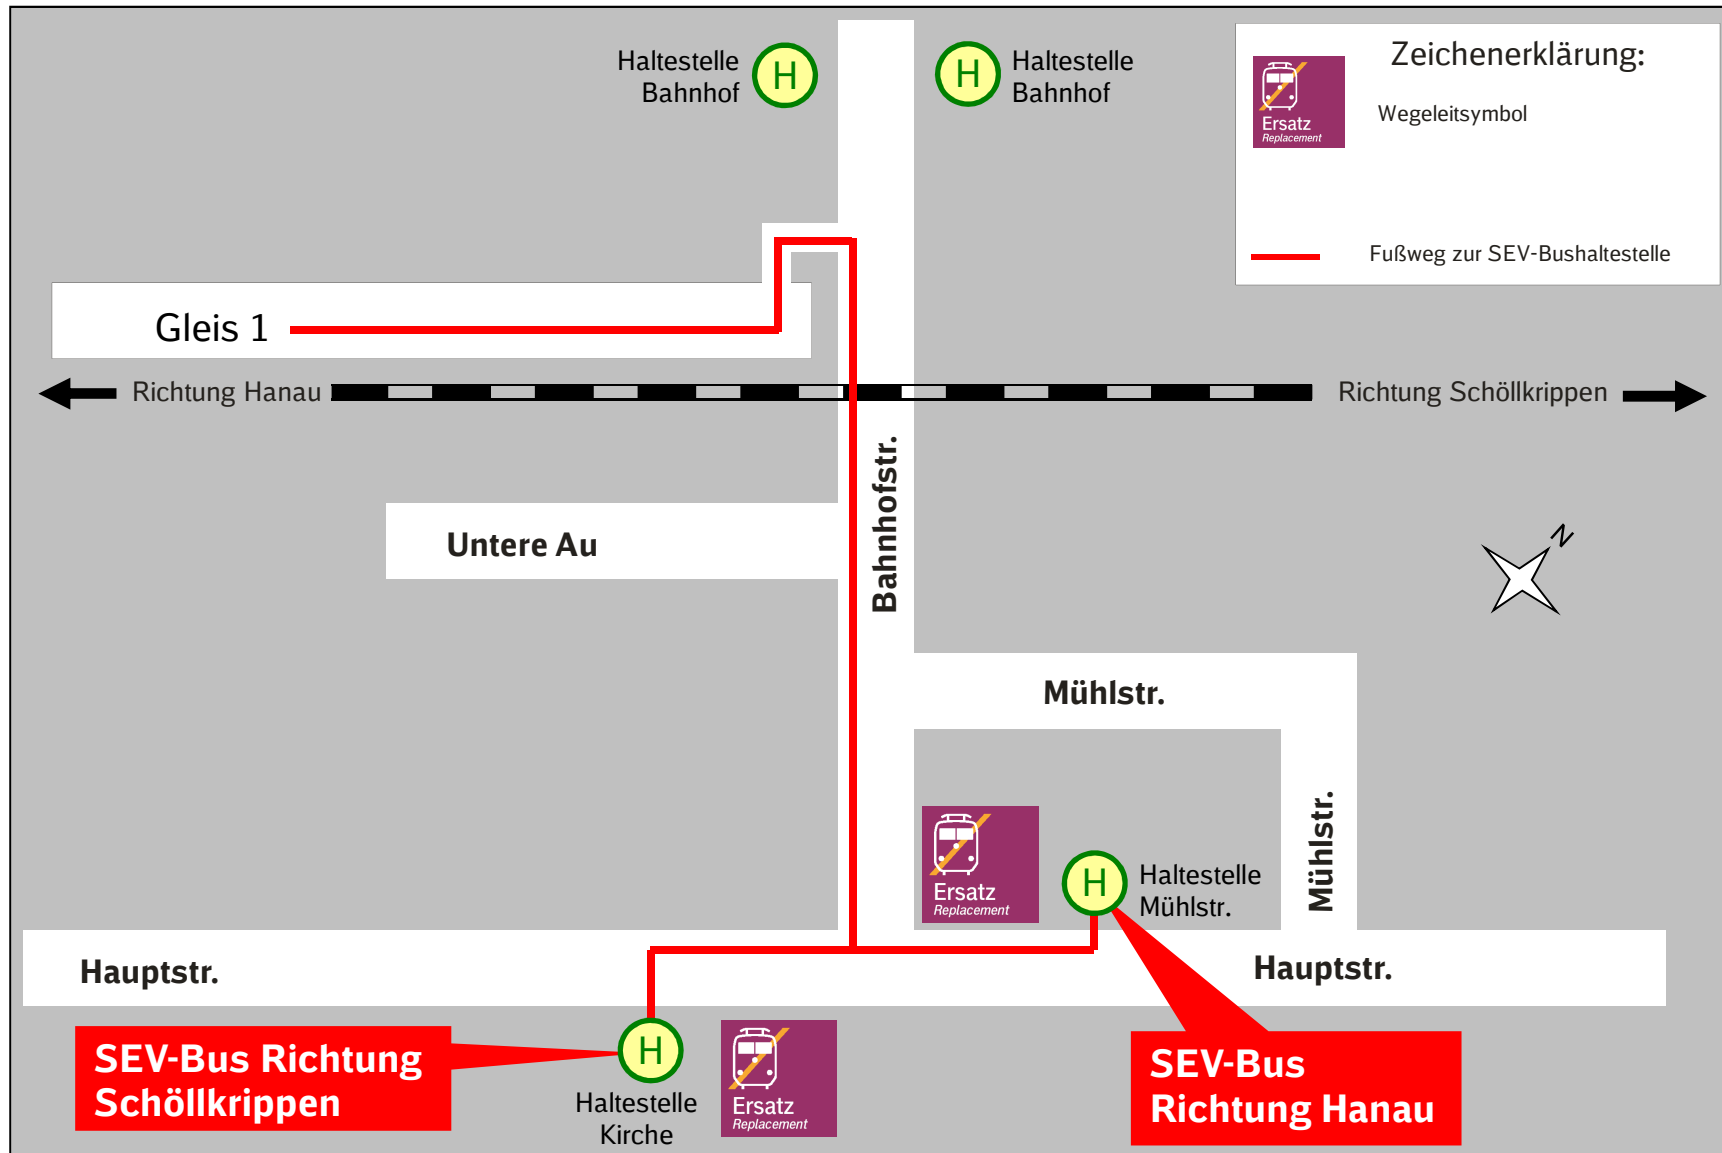 Haltestelle
Bahnhof
H
H
Haltestelle
Bahnhof
Zeichenerklärung:
Ersatz
Replacement
Wegeleitsymbol
Fußweg zur SEV-Bushaltestelle
Gleis 1
Richtung Hanau
Richtung Schöllkrippen
Bahnhofstr.
Untere Au
N
Mühlstr.
Mühlstr.
Ersatz
Replacement
H
Haltestelle
Mühlstr.
Hauptstr.
Hauptstr.
SEV-Bus Richtung
Schöllkrippen
H
Haltestelle
Kirche
Ersatz
Replacement
SEV-Bus
Richtung Hanau